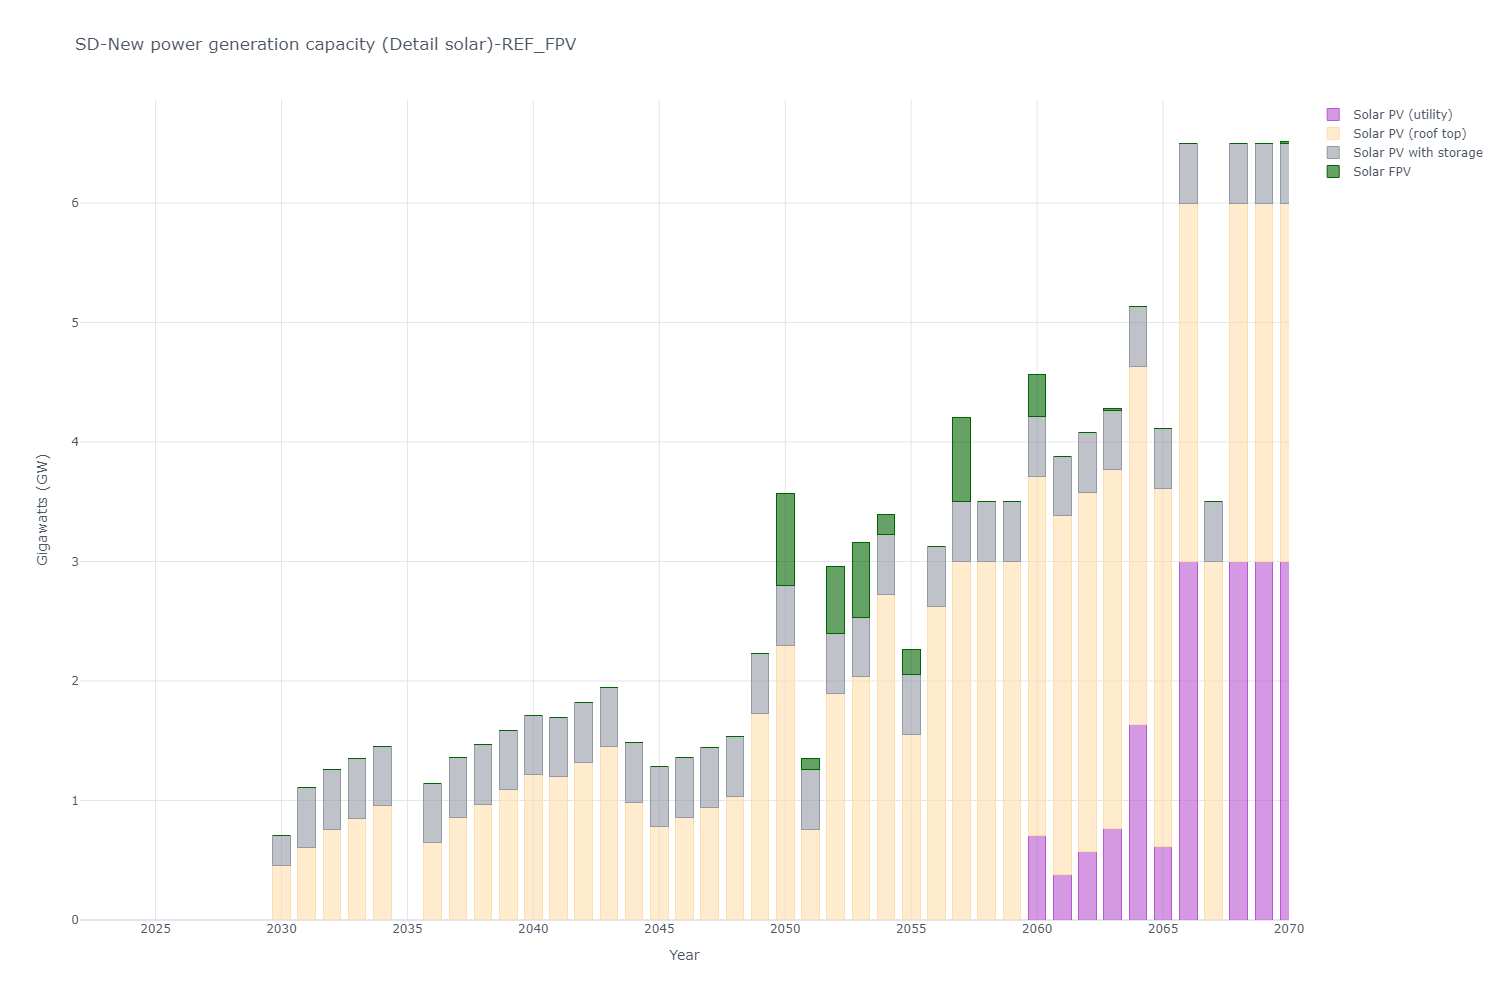 SD-New power generation capacity (Detail solar)-REF_FPV
Solar PV (utility)
Solar PV (roof top)
Solar PV with storage
Solar FPV
Gigawatts (GW)
6
5
4
3
2
1
0
2025
2030
2035
2040
2045
2050
2055
2060
2065
2070
Year